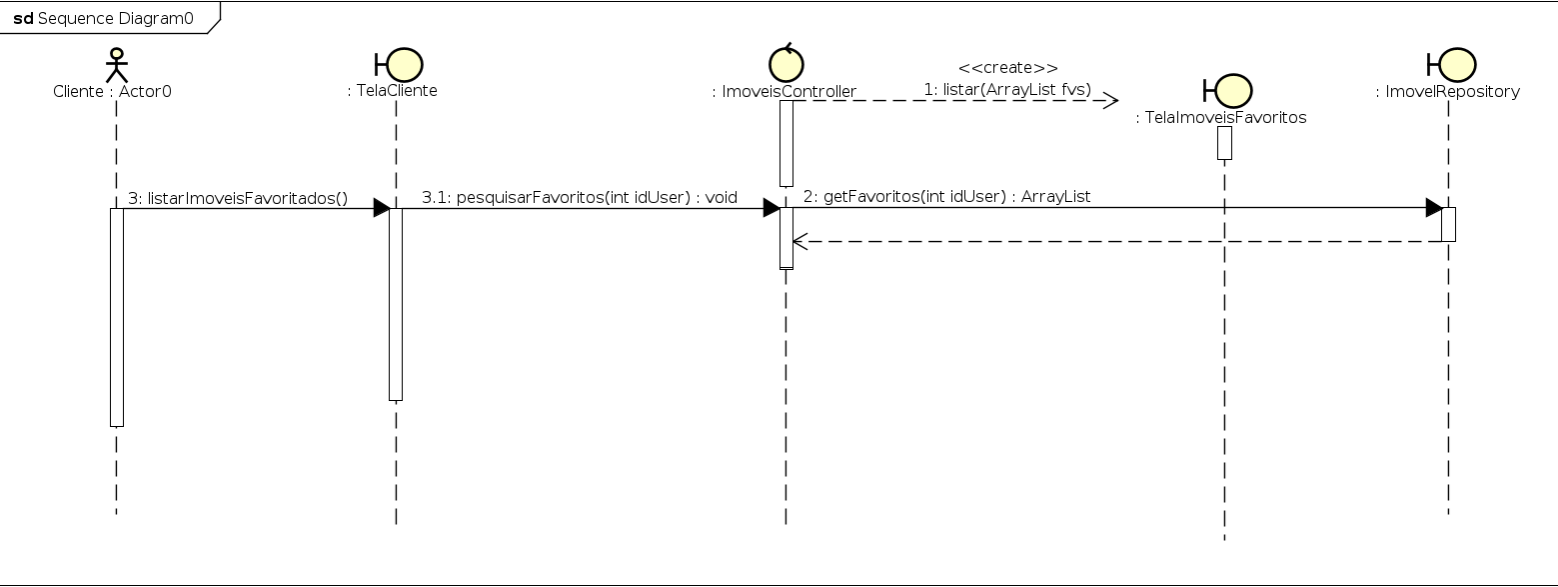 sd Sequence Diagram0
Cliente : Actor0
: TelaCliente
: ImoveisController
<<create>>
1: listar(ArrayList fvs)
: TelaImoveisFavoritos
: ImovelRepository
3: listarImoveisFavoritados()
3.1: pesquisarFavoritos(int idUser) : void
2: getFavoritos(int idUser) : ArrayList